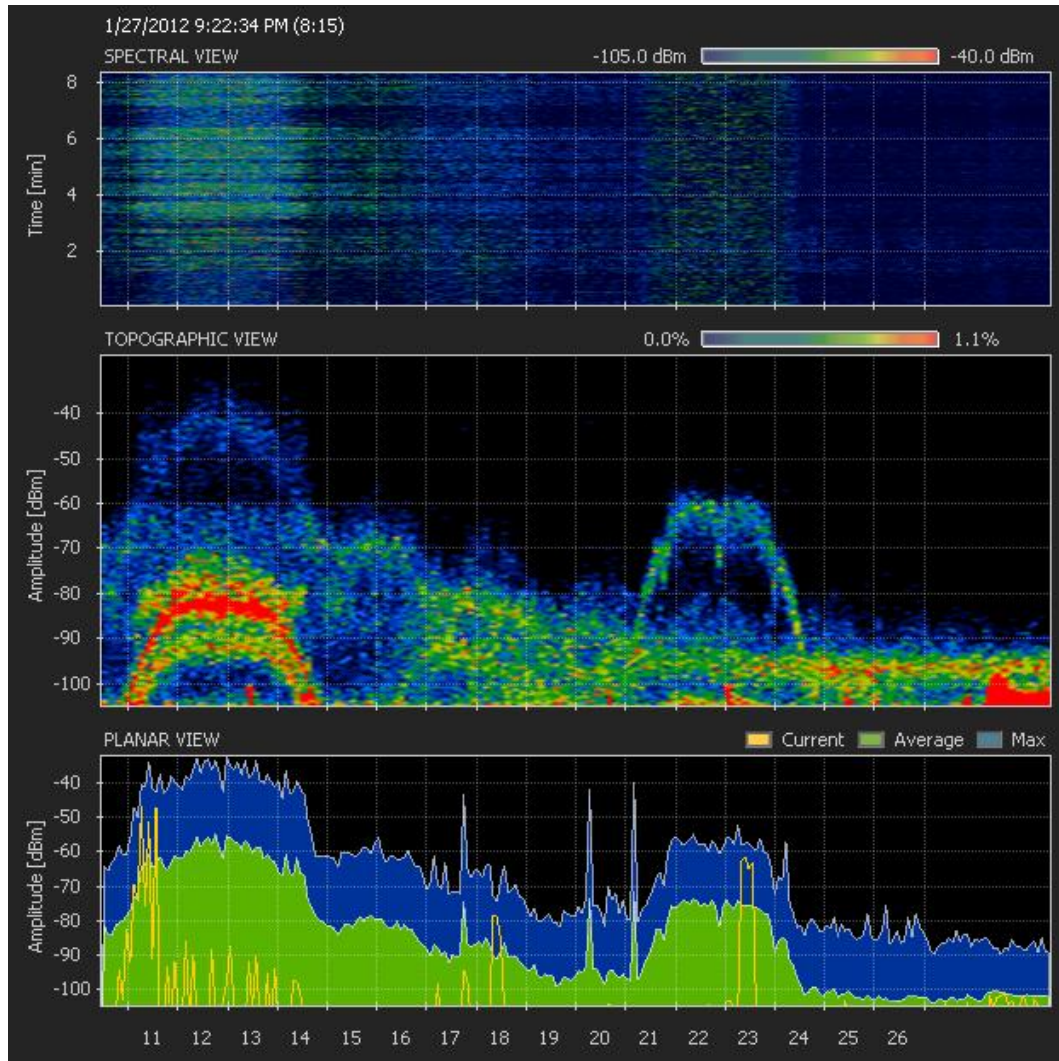 1/27/2012 9:22:34 PM (8:15)
SPECTRAL VIEW -105.0 dBm -40.0 dBm
8
6
4
2
Time [min]
TOPOGRAPHIC VIEW 0.0% 1.1%
-40
-50
-60
-70
-80
-90
-100
Amplitude [dBm]
PLANAR VIEW Current Average Max
-40
-50
-60
-70
-80
-90
-100
Amplitude [dBm]
11 12 13 14 15 16 17 18 19 20 21 22 23 24 25 26